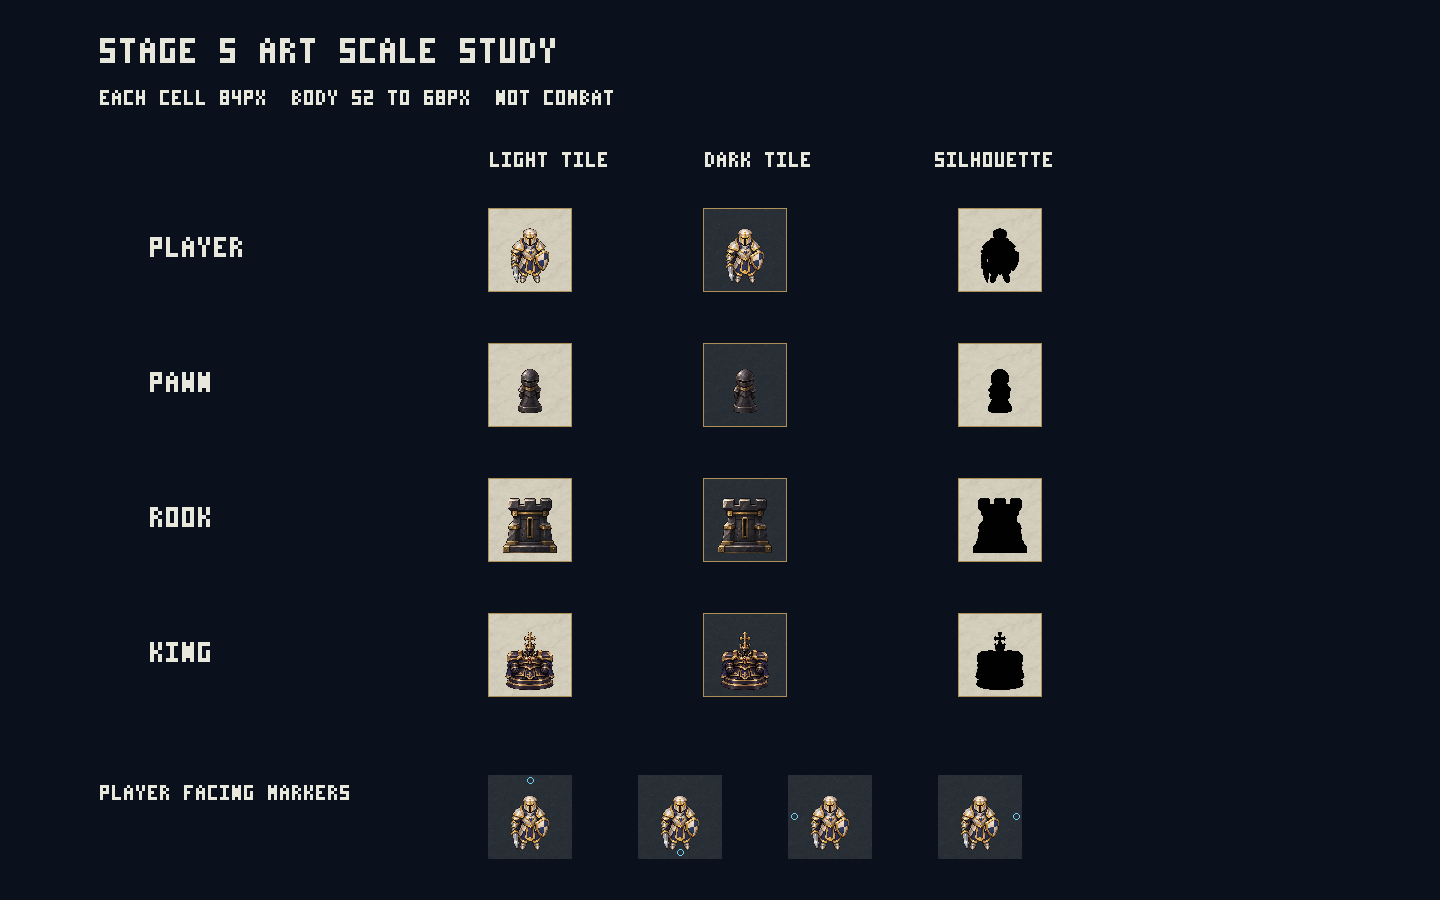 STAGE 5 ART SCALE STUDY
EACH CELL 84PX BODY 52 TO 68PX NOT COMBAT
LIGHT TILE DARK TILE SILHOUETTE
PLAYER
PAWN
ROOK
KING
PLAYER FACING MARKERS